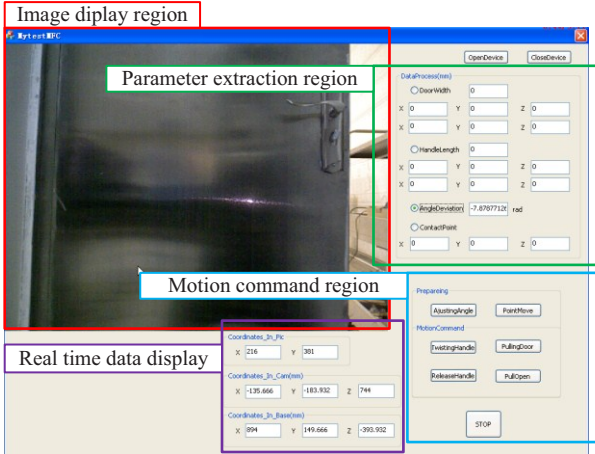 Image diplay region
MytestMFC
OpenDevice CloseDevice
Parameter extraction region
DataProcess(mm)
DoorWidth 0
X 0 Y 0 Z 0
X 0 Y 0 Z 0
HandleLength 0
X 0 Y 0 Z 0
X 0 Y 0 Z 0
AngleDeviation rad
ContactPoint
X 0 Y 0 Z 0
Motion command region
Prepareing
AjustingAngle PointMove
MotionCommand
TwistingHandle PullingDoor
ReleaseHandle PullOpen
STOP
Real time data display
Coordinates_In_Pic
X 216 Y 381
Coordinates_In_Cam(mm)
X -135.666 Y -183.932 Z 744
Coordinates_In_Base(mm)
X 894 Y 149.666 Z -393.932